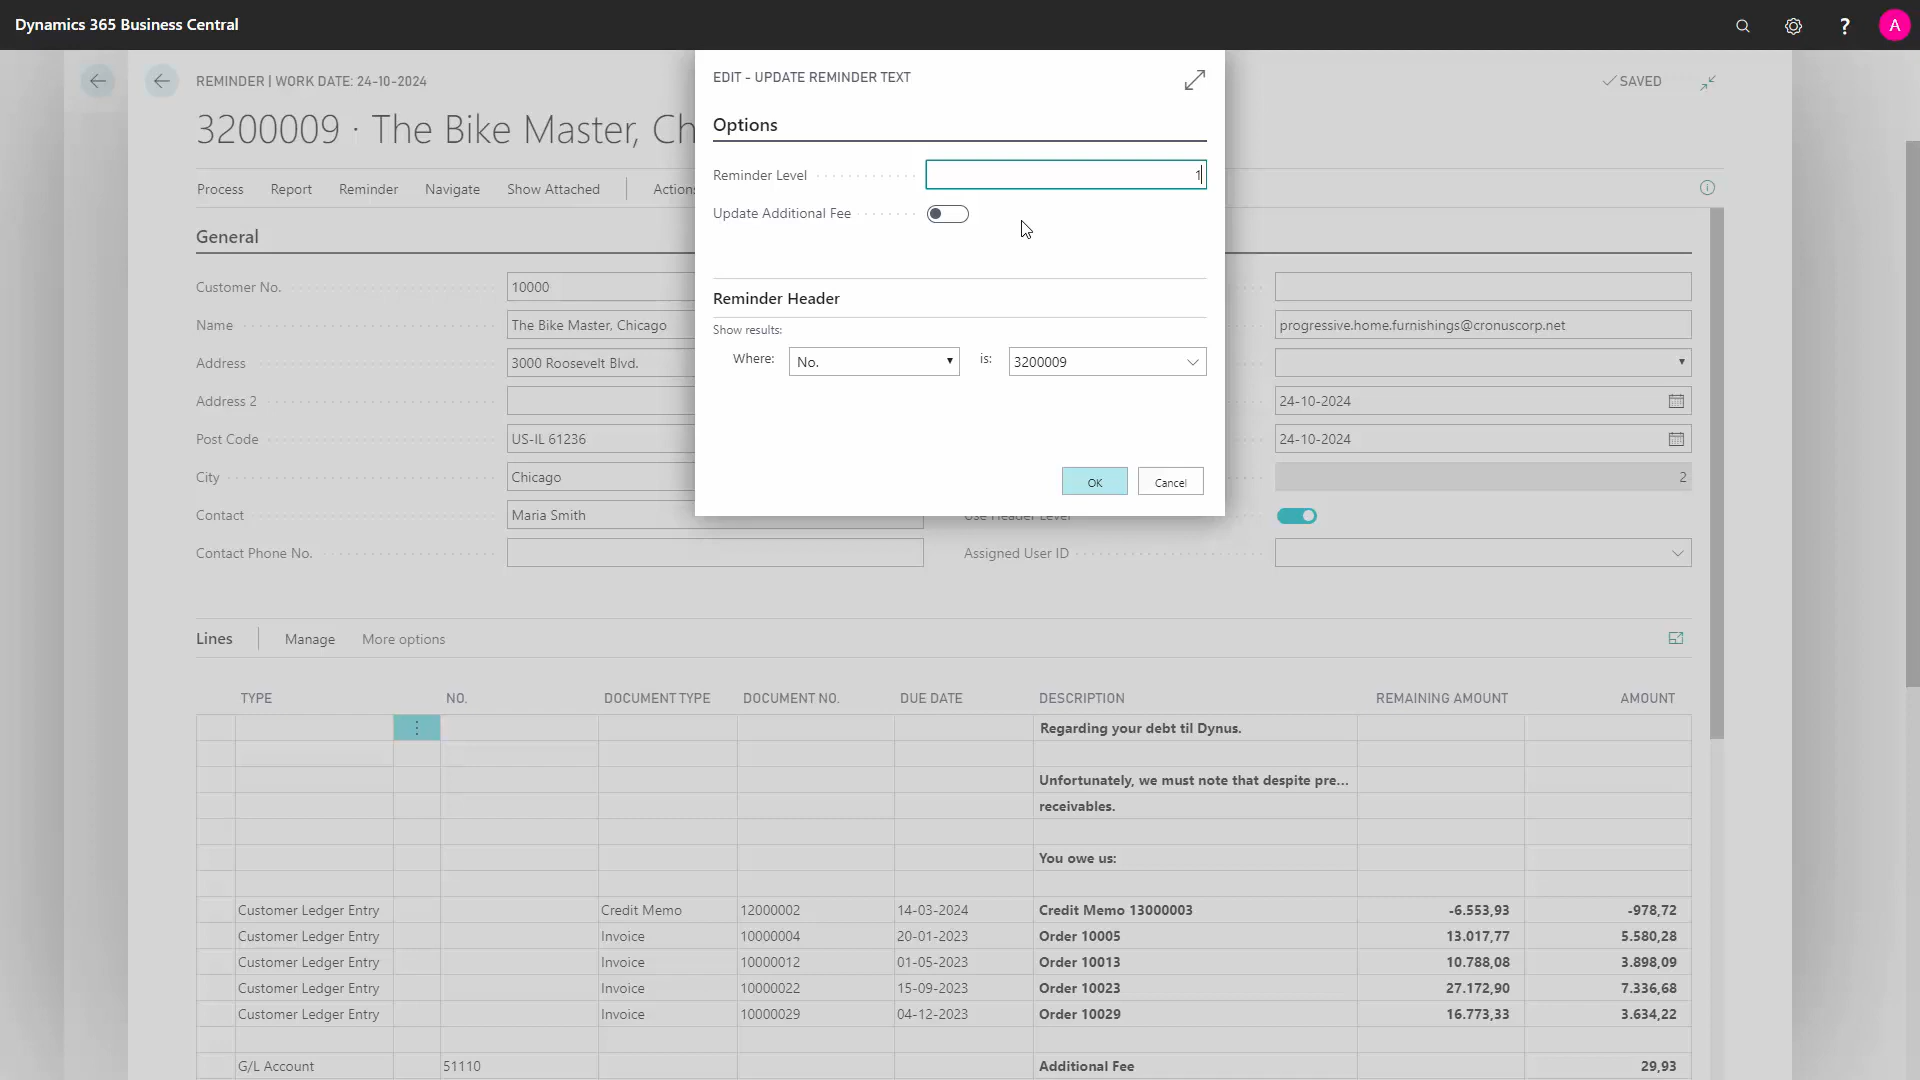 Dynamics 365 Business Central
A
REMINDER | WORK DATE: 24-10-2024
SAVED
3200009 · The Bike Master, Ch
Process Report Reminder Navigate Show Attached Action
General
Customer No. 10000
Name The Bike Master, Chicago progressive.home.furnishings@cronuscorp.net
Address 3000 Roosevelt Blvd.
Address 2 24-10-2024
Post Code US-IL 61236 24-10-2024
City Chicago 2
Contact Maria Smith Use Header Level
Contact Phone No. Assigned User ID
EDIT - UPDATE REMINDER TEXT
Options
Reminder Level 1
Update Additional Fee
Reminder Header
Show results:
Where: No. is: 3200009
OK Cancel
Lines Manage More options
TYPE NO. DOCUMENT TYPE DOCUMENT NO. DUE DATE DESCRIPTION REMAINING AMOUNT AMOUNT
Regarding your debt til Dynus.
Unfortunately, we must note that despite pre...
receivables.
You owe us:
Customer Ledger Entry Credit Memo 12000002 14-03-2024 Credit Memo 13000003 -6.553,93 -978,72
Customer Ledger Entry Invoice 10000004 20-01-2023 Order 10005 13.017,77 5.580,28
Customer Ledger Entry Invoice 10000012 01-05-2023 Order 10013 10.788,08 3.898,09
Customer Ledger Entry Invoice 10000022 15-09-2023 Order 10023 27.172,90 7.336,68
Customer Ledger Entry Invoice 10000029 04-12-2023 Order 10029 16.773,33 3.634,22
G/L Account 51110 Additional Fee 29,93